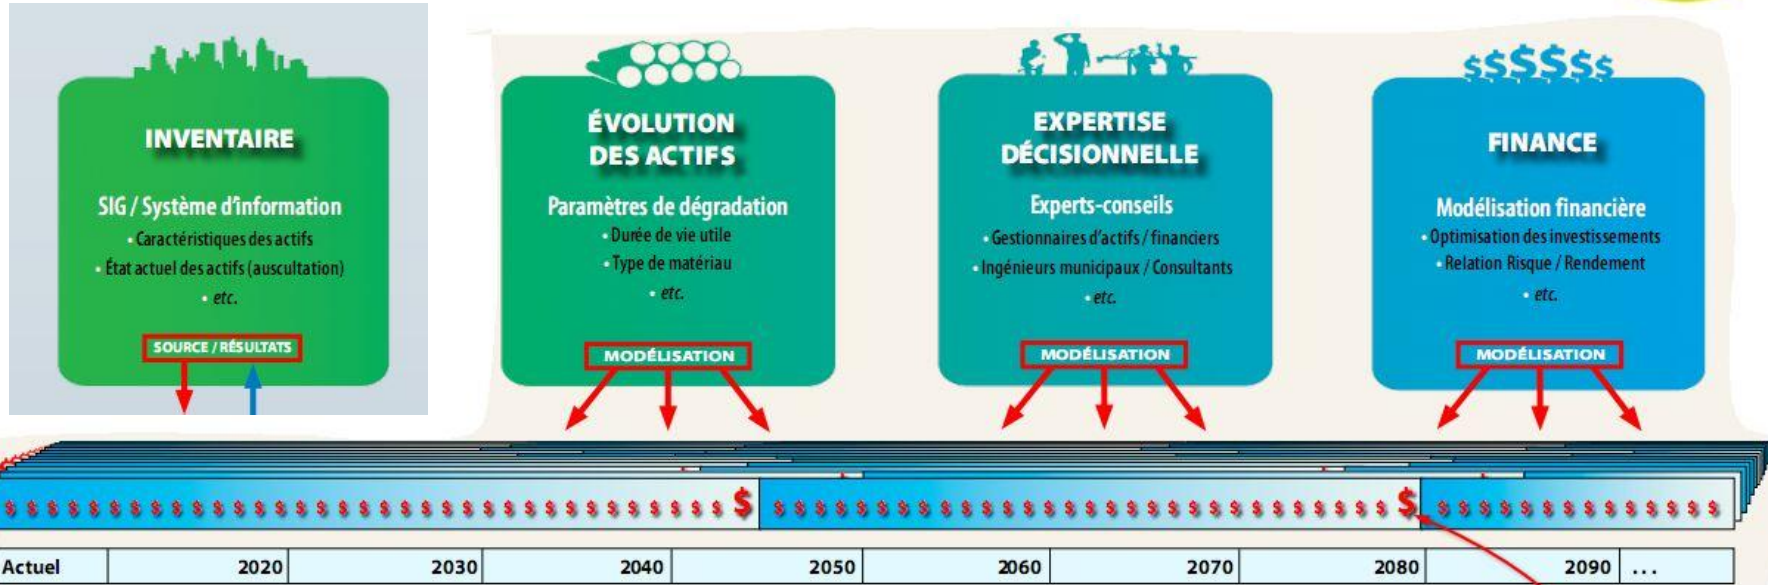 INVENTAIRE
SIG / Système d'information
• Caractéristiques des actifs
• État actuel des actifs (auscultation)
• etc.
SOURCE / RÉSULTATS
ÉVOLUTION
DES ACTIFS
Paramètres de dégradation
• Durée de vie utile
• Type de matériau
• etc.
MODÉLISATION
EXPERTISE
DÉCISIONNELLE
Experts-conseils
• Gestionnaires d'actifs / financiers
• Ingénieurs municipaux / Consultants
• etc.
MODÉLISATION
$$$$$$$
FINANCE
Modélisation financière
• Optimisation des investissements
• Relation Risque / Rendement
• etc.
MODÉLISATION
$ $ $ $ $ $ $ $ $ $ $ $ $ $ $ $ $ $ $ $ $ $ $ $ $ $ $ $ $ $ $ $ $ $ $ $ $ $ $ $ $ $ $ $ $ $ $ $ $ $ $ $ $ $ $ $ $ $ $ $ $ $ $ $ $ $ $ $ $ $ $ $ $ $ $ $ $ $ $ $ $ $
Actuel 2020 2030 2040 2050 2060 2070 2080 2090 ...